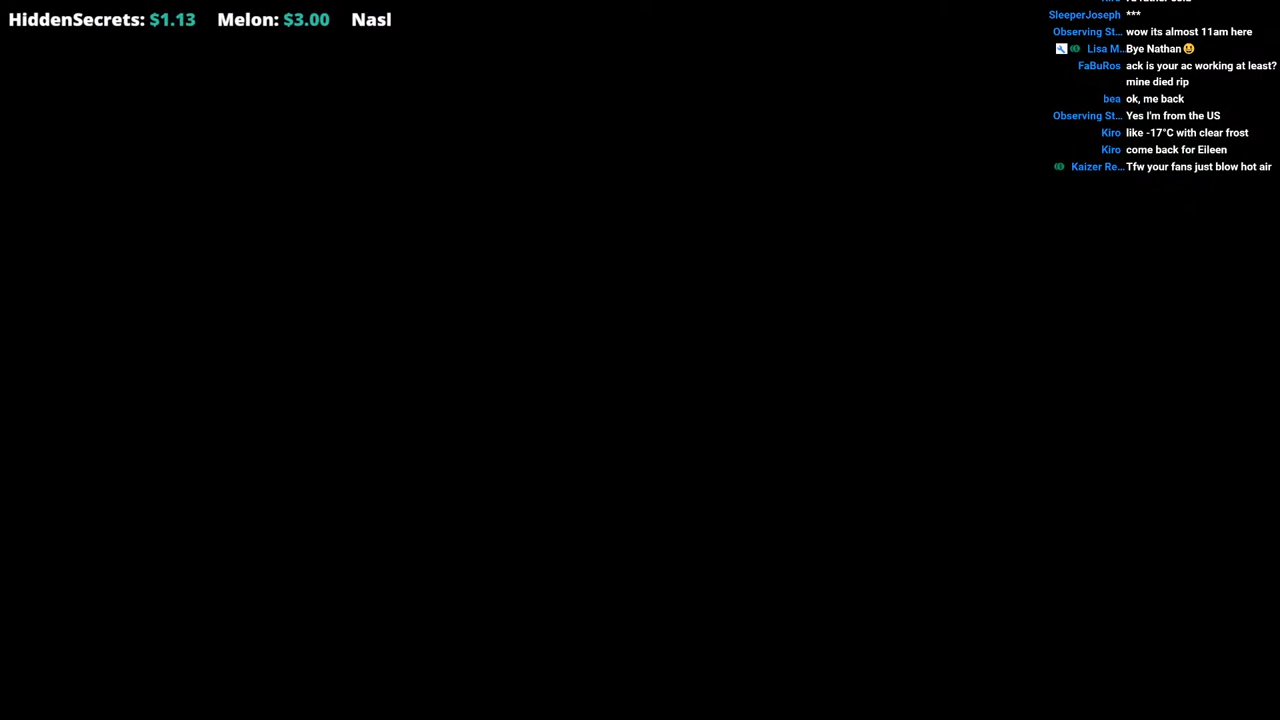 HiddenSecrets: $1.13 Melon: $3.00 Nasl
SleeperJoseph ***
Observing St... wow its almost 11am here
Lisa M... Bye Nathan😃
FaBuRos ack is your ac working at least?
mine died rip
bea ok, me back
Observing St... Yes I'm from the US
Kiro like -17°C with clear frost
Kiro come back for Eileen
Kaizer Re... Tfw your fans just blow hot air